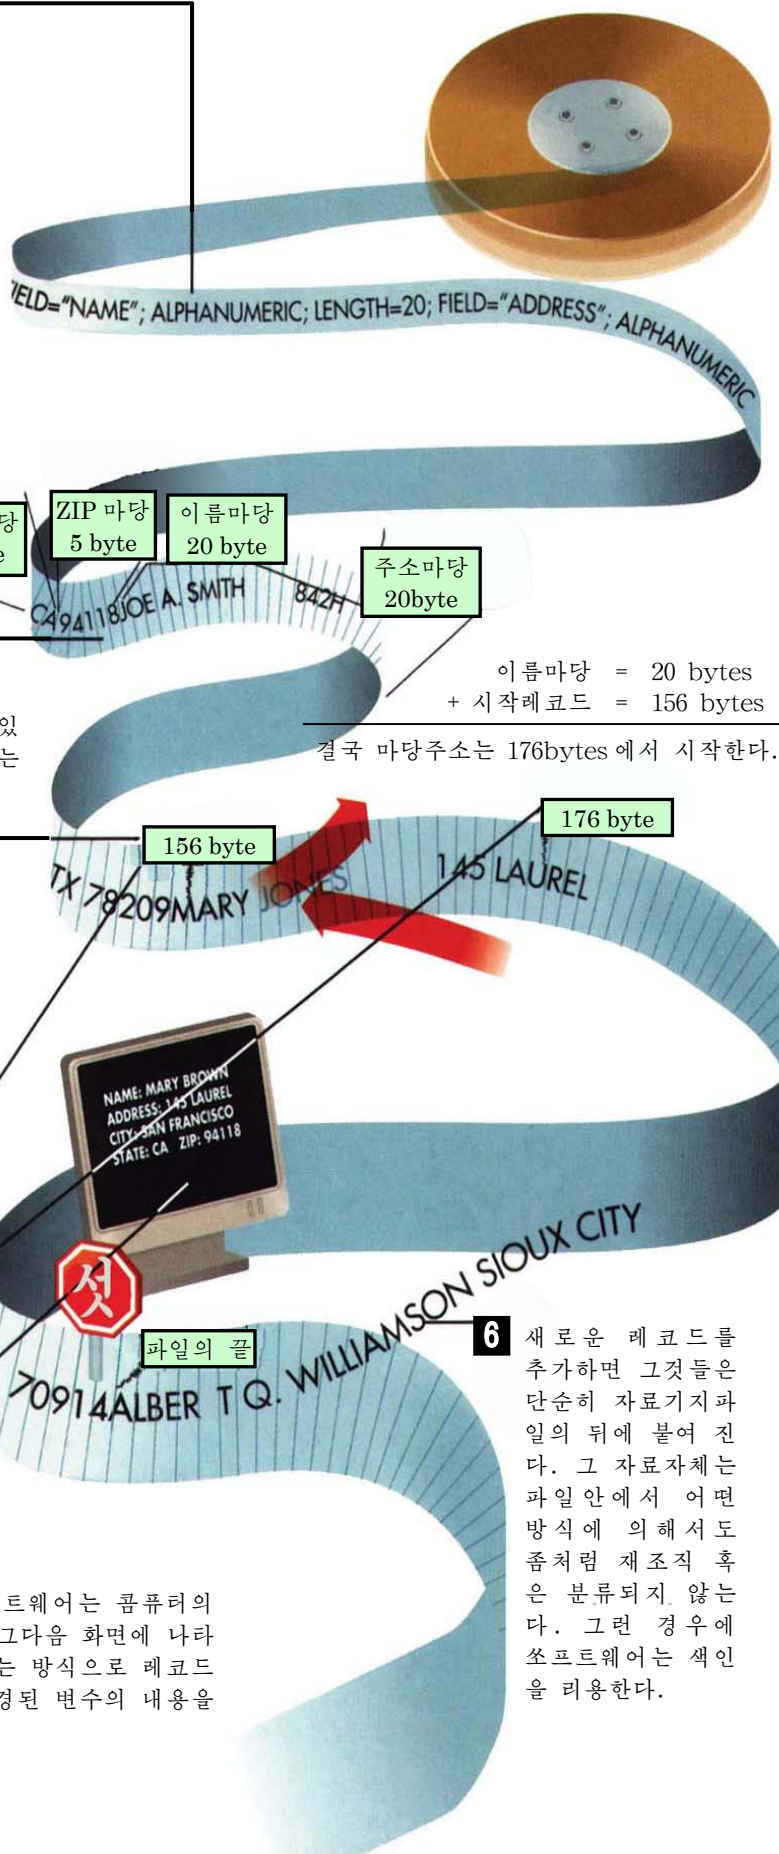 FIELD="NAME"; ALPHANUMERIC; LENGTH=20; FIELD="ADDRESS"; ALPHANUMERIC
당
e
ZIP 마당
5 byte
이름마당
20 byte
주소마당
20byte
CA94118JOE A. SMITH 842H
이름마당 = 20 bytes
+ 시작레코드 = 156 bytes
결국 마당주소는 176bytes에서 시작한다.
있
는
156 byte
176 byte
TX 78209MARY JONES 145 LAUREL
NAME: MARY BROWN
ADDRESS: 145 LAUREL
CITY: SAN FRANCISCO
STATE: CA ZIP: 94118
섯
파일의 끝
70914ALBER T Q. WILLIAMSON SIOUX CITY
6 새로운 레코드를
추가하면 그것들은
단순히 자료기지파
일의 뒤에 붙여 진
다. 그 자료자체는
파일안에서 어떤
방식에 의해서도
좀처럼 재조직 혹
은 분류되지 않는
다. 그런 경우에
쏘프트웨어는 색인
을 리용한다.
트웨어는 콤퓨터의
그다음 화면에 나타
는 방식으로 레코드
경된 변수의 내용을